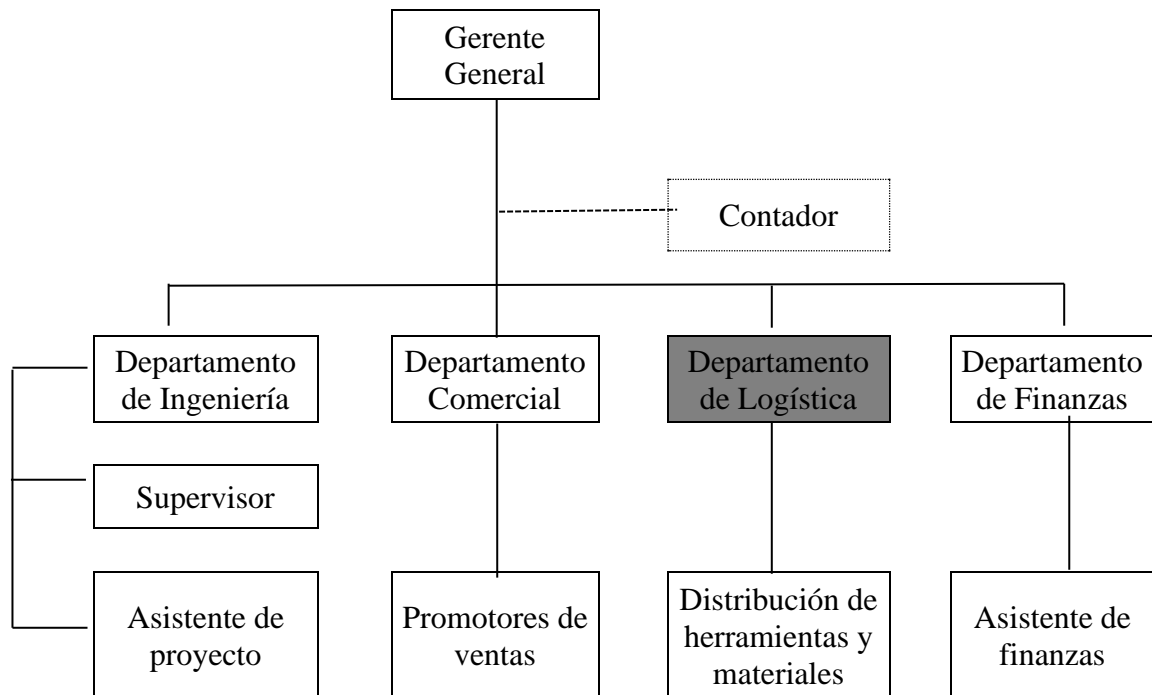 Gerente
General
Contador
Departamento
de Ingeniería
Departamento
Comercial
Departamento
de Logística
Departamento
de Finanzas
Supervisor
Asistente de
proyecto
Promotores de
ventas
Distribución de
herramientas y
materiales
Asistente de
finanzas